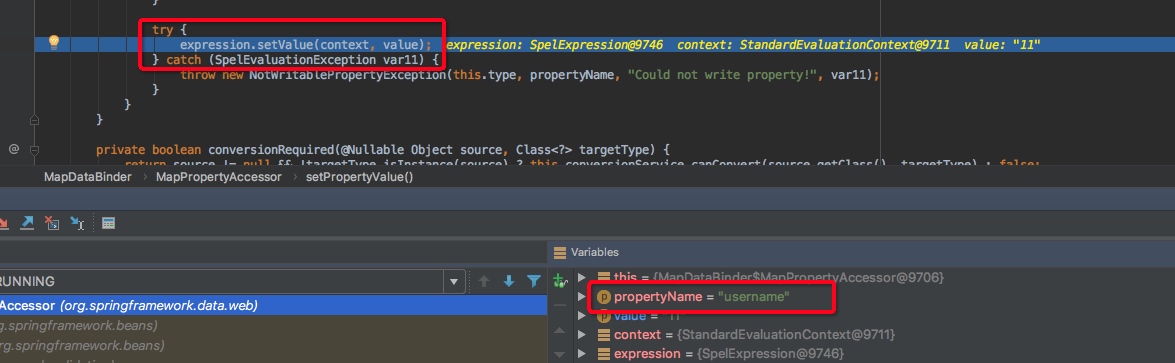 }
try {
expression.setValue(context, value); expression: SpelExpression@9746 context: StandardEvaluationContext@9711 value: "11"
} catch (SpelEvaluationException var11) {
throw new NotWritablePropertyException(this.type, propertyName, "Could not write property!", var11);
}
}
}
@ private boolean conversionRequired(@Nullable Object source, Class<?> targetType) {
return source != null && !targetType.isInstance(source) ? this.conversionService.canConvert(source.getClass(), targetType) : false;
MapDataBinder › MapPropertyAccessor › setPropertyValue()
Variables
RUNNING
this = {MapDataBinder$MapPropertyAccessor@9706}
Accessor (org.springframework.data.web)
p propertyName = "username"
rg.springframework.beans)
p value = "11"
org.springframework.beans)
context = {StandardEvaluationContext@9711}
expression = {SpelExpression@9746}